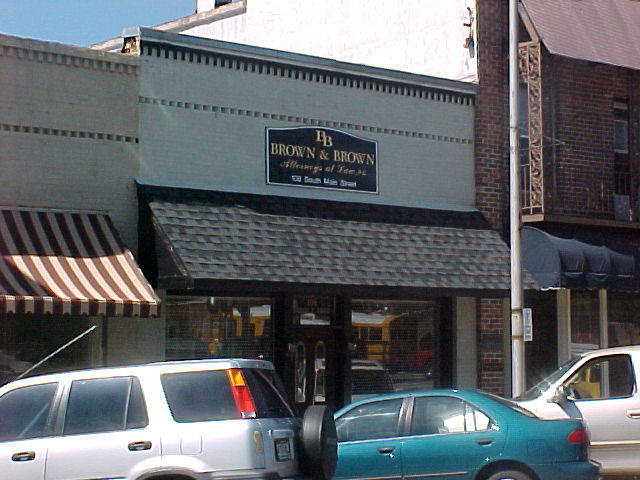 BB
BROWN & BROWN
Attorneys at Law, P.C.
108 South Main Street